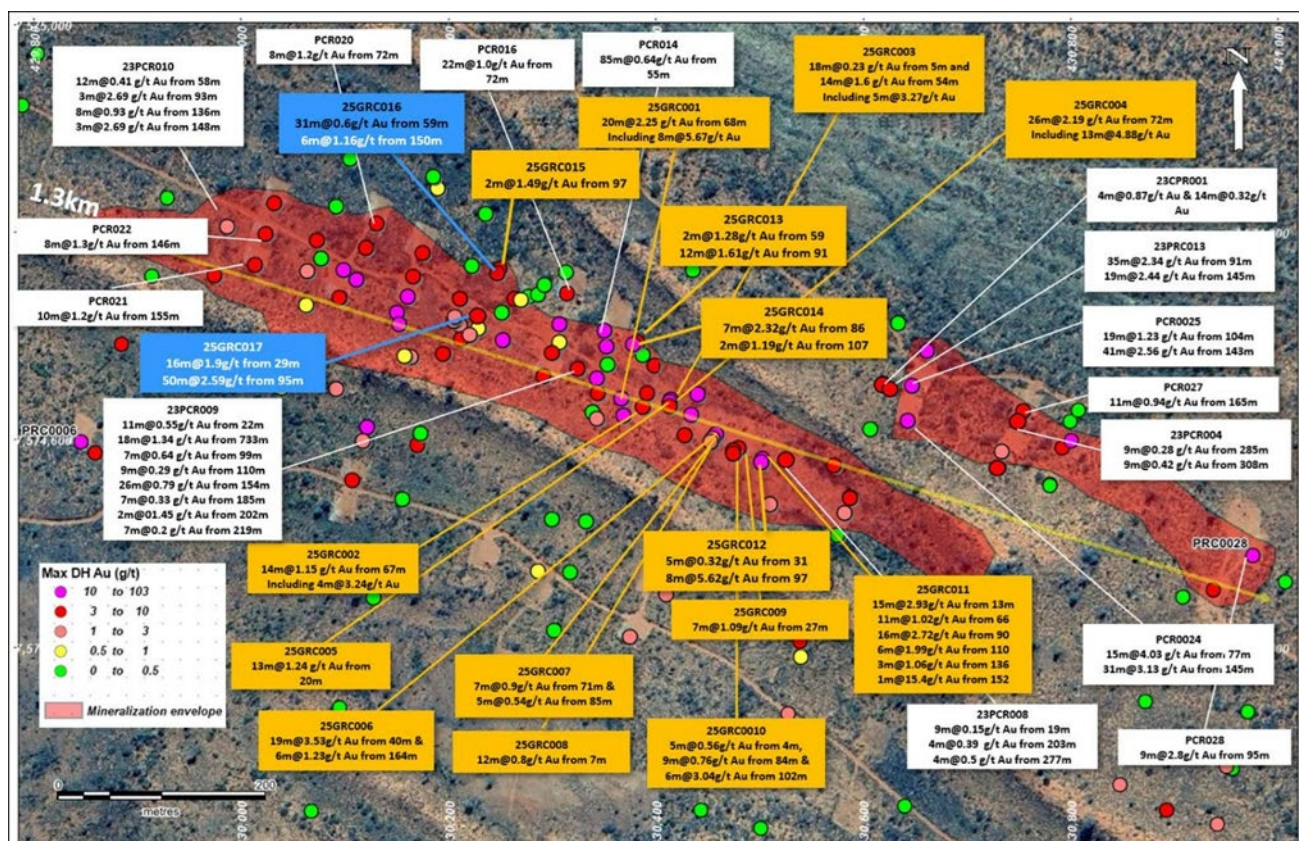 7,575,000
42,800
431,000
43,800
N
PCR020
8m@1.2g/t Au from 72m
PCR016
22m@1.0g/t Au from
72m
PCR014
85m@0.64g/t Au from
55m
25GRC003
18m@0.23 g/t Au from 5m and
14m@1.6 g/t Au from 54m
Including 5m@3.27g/t Au
23PCR010
12m@0.41 g/t Au from 58m
3m@2.69 g/t Au from 93m
8m@0.93 g/t Au from 136m
3m@2.69 g/t Au from 148m
25GRC016
31m@0.6g/t Au from 59m
6m@1.16g/t from 150m
25GRC001
20m@2.25 g/t Au from 68m
Including 8m@5.67g/t Au
25GRC004
26m@2.19 g/t Au from 72m
Including 13m@4.88g/t Au
25GRC015
2m@1.49g/t Au from 97
1.3km
23CPR001
4m@0.87g/t Au & 14m@0.32g/t
Au
PCR022
8m@1.3g/t Au from 146m
25GRC013
2m@1.28g/t Au from 59
12m@1.61g/t Au from 91
23PRC013
35m@2.34 g/t Au from 91m
19m@2.44 g/t Au from 145m
PCR021
10m@1.2g/t Au from 155m
25GRC014
7m@2.32g/t Au from 86
2m@1.19g/t Au from 107
PCR0025
19m@1.23 g/t Au from 104m
41m@2.56 g/t Au from 143m
25GRC017
16m@1.9g/t Au from 29m
50m@2.59g/t Au from 95m
PCR027
11m@0.94g/t Au from 165m
PRC0006
7,574,600
23PCR009
11m@0.55g/t Au from 22m
18m@1.34 g/t Au from 733m
7m@0.64 g/t Au from 99m
9m@0.29 g/t Au from 110m
26m@0.79 g/t Au from 154m
7m@0.33 g/t Au from 185m
2m@01.45 g/t Au from 202m
7m@0.2 g/t Au from 219m
23PCR004
9m@0.28 g/t Au from 285m
9m@0.42 g/t Au from 308m
PRC0028
25GRC002
14m@1.15 g/t Au from 67m
Including 4m@3.24g/t Au
25GRC012
5m@0.32g/t Au from 31
8m@5.62g/t Au from 97
Max DH Au (g/t)
10 to 103
3 to 10
1 to 3
0.5 to 1
0 to 0.5
Mineralization envelope
25GRC009
7m@1.09g/t Au from 27m
25GRC011
15m@2.93g/t Au from 13m
11m@1.02g/t Au from 66
16m@2.72g/t Au from 90
6m@1.99g/t Au from 110
3m@1.06g/t Au from 136
1m@15.4g/t Au from 152
25GRC005
13m@1.24 g/t Au from
20m
25GRC007
7m@0.9g/t Au from 71m &
5m@0.54g/t Au from 85m
PCR0024
15m@4.03 g/t Au from 77m
31m@3.13 g/t Au from 145m
25GRC006
19m@3.53g/t Au from 40m &
6m@1.23g/t Au from 164m
25GRC008
12m@0.8g/t Au from 7m
25GRC0010
5m@0.56g/t Au from 4m,
9m@0.76g/t Au from 84m &
6m@3.04g/t Au from 102m
23PCR008
9m@0.15g/t Au from 19m
4m@0.39 g/t Au from 203m
4m@0.5 g/t Au from 277m
PCR028
9m@2.8g/t Au from 95m
0 200
metres
30,000
30,200
30,400
30,600
30,800